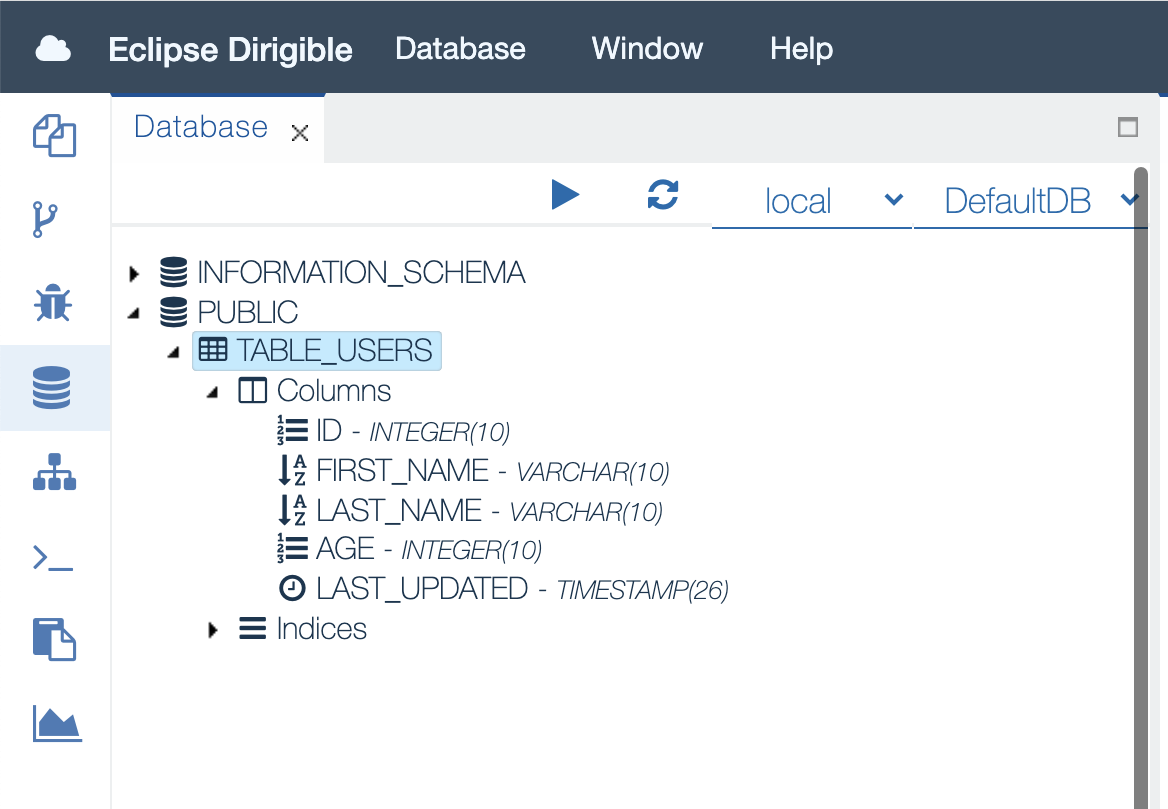 Eclipse Dirigible Database Window Help
Database
local DefaultDB
INFORMATION_SCHEMA
PUBLIC
TABLE_USERS
Columns
ID - INTEGER(10)
FIRST_NAME - VARCHAR(10)
LAST_NAME - VARCHAR(10)
AGE - INTEGER(10)
LAST_UPDATED - TIMESTAMP(26)
Indices